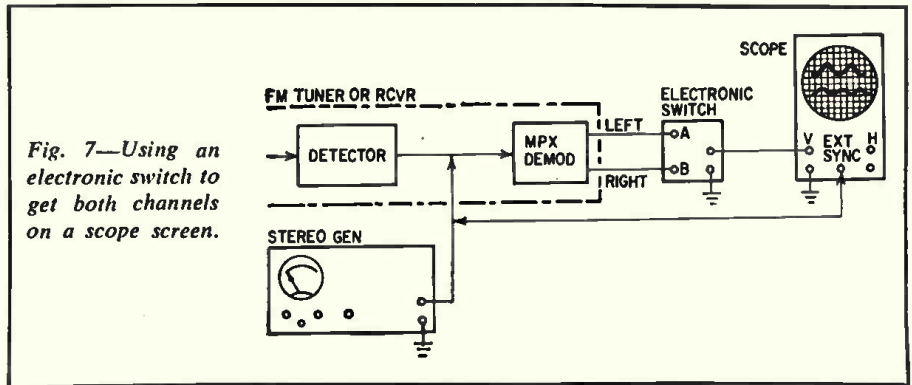 Fig. 7—Using an
electronic switch to
get both channels
on a scope screen.
FM TUNER OR RCVR
DETECTOR
MPX
DEMOD
LEFT
RIGHT
ELECTRONIC
SWITCH
A
B
SCOPE
V
EXT
SYNC
H
STEREO GEN